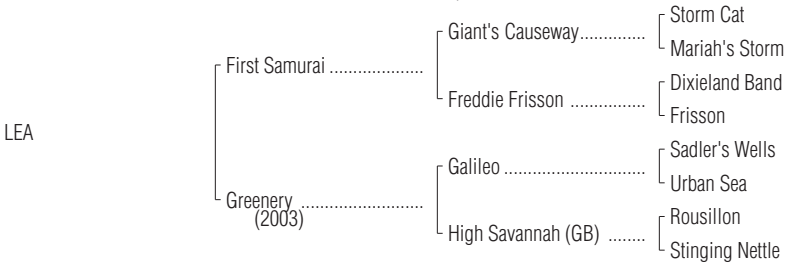 Storm Cat
Giant's Causeway..............
Mariah's Storm
First Samurai ....................
Dixieland Band
Freddie Frisson ................
Frisson
LEA
Sadler's Wells
Galileo ..............................
Urban Sea
Greenery ..........................
(2003)
Rousillon
High Savannah (GB) ........
Stinging Nettle